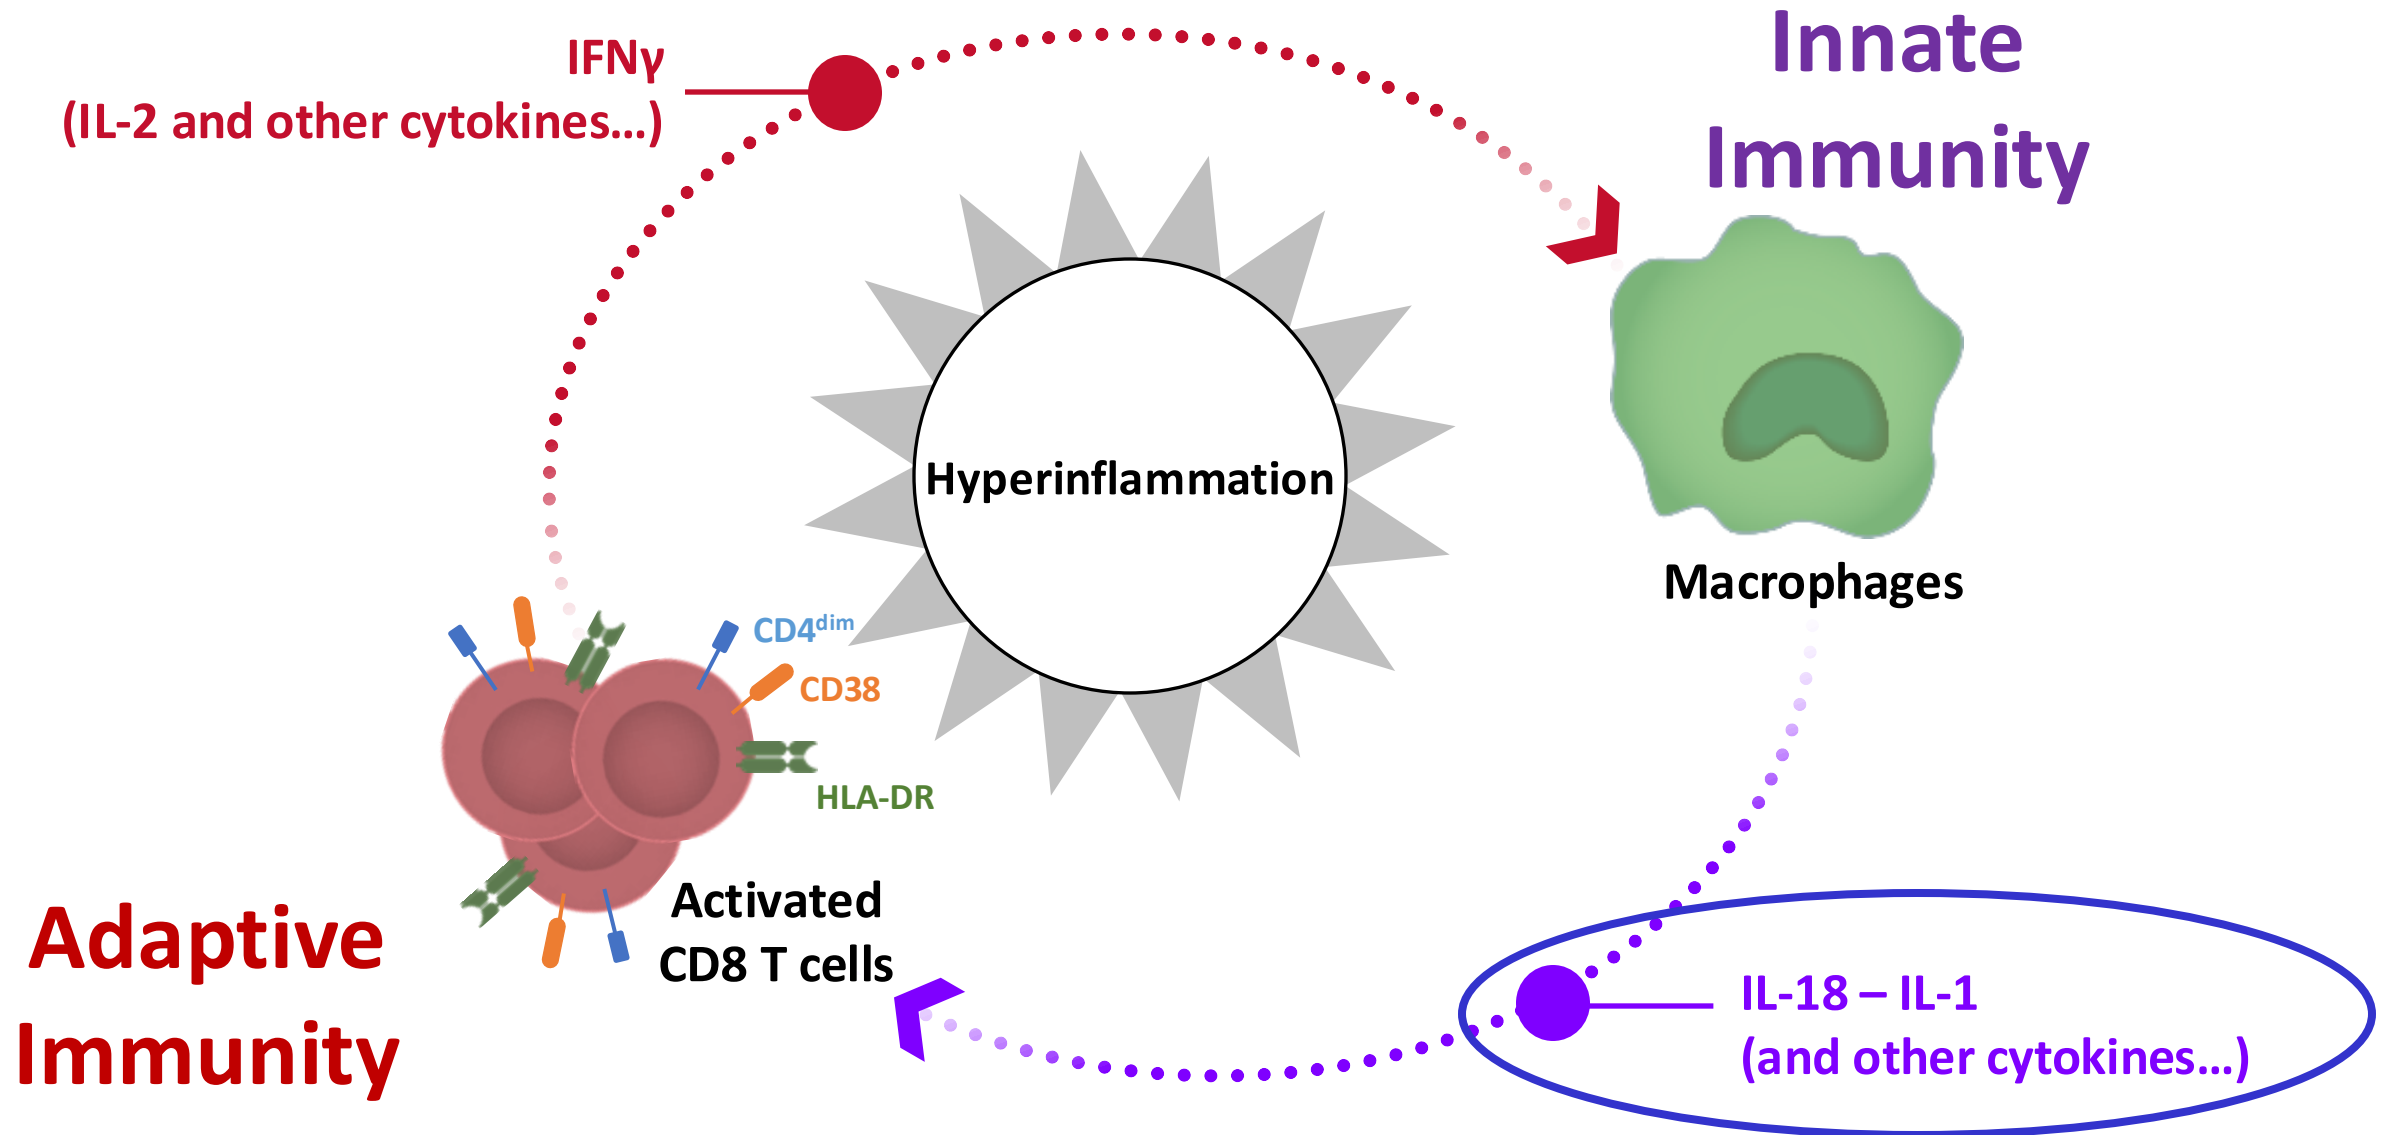 IFNγ
(IL-2 and other cytokines...)
Innate
Immunity
Hyperinflammation
Macrophages
CD4dim
CD38
HLA-DR
Activated
CD8 T cells
Adaptive
Immunity
IL-18 – IL-1
(and other cytokines...)